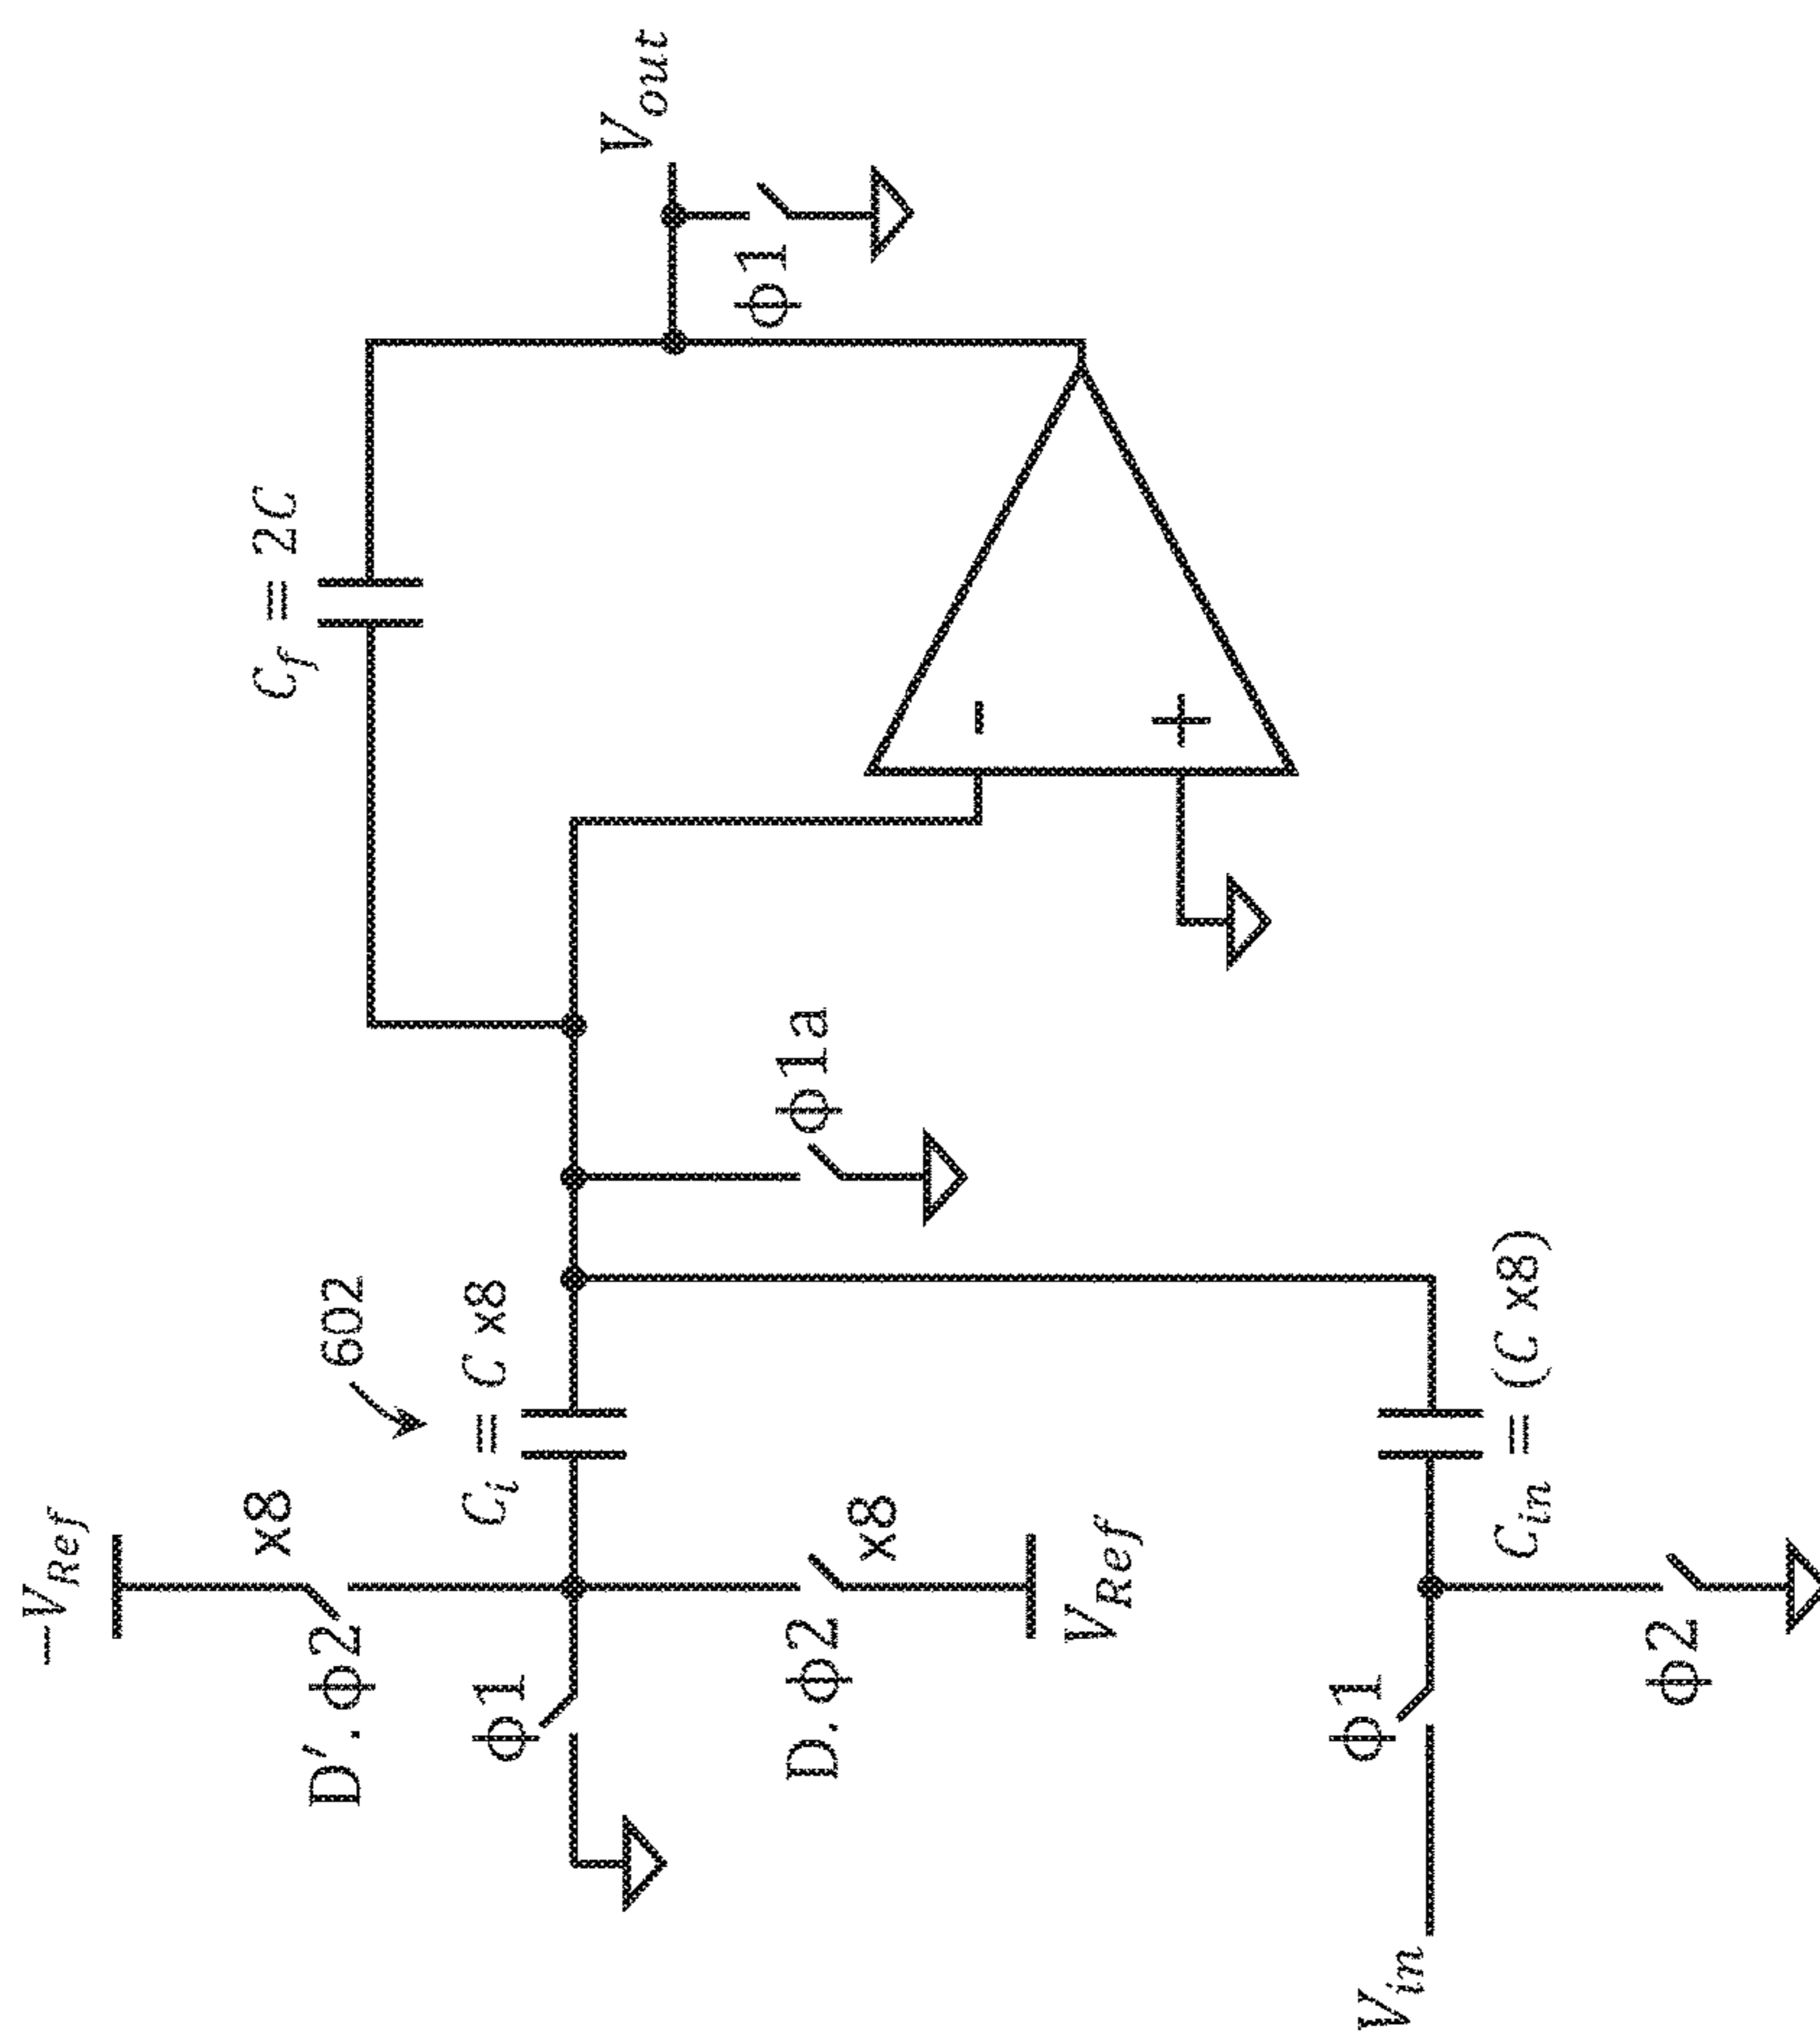 −V_Ref
x8
D′.ϕ2
602
C_i = C x8
ϕ1
D.ϕ2
x8
V_Ref
C_f = 2C
ϕ1a
−
+
V_out
ϕ1
V_in
ϕ1
C_in = (C x8)
ϕ2